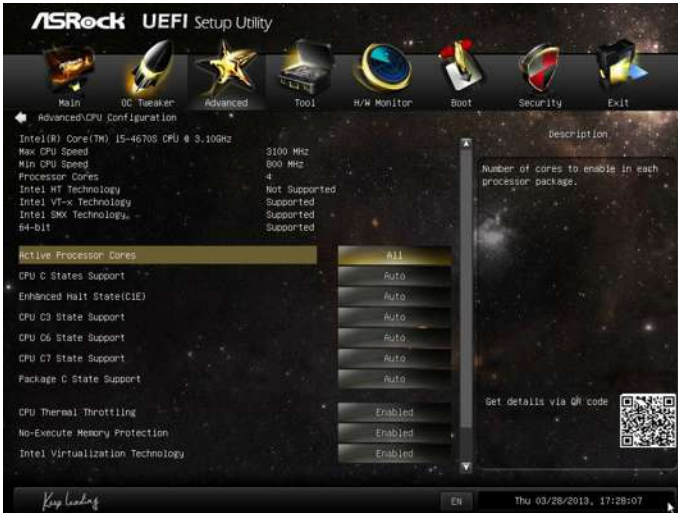 ASRock UEFI Setup Utility
Main OC Tweaker Advanced Tool H/W Monitor Boot Security Exit
Advanced\CPU Configuration
Description
Intel(R) Core(TM) i5-4670S CPU @ 3.10GHz
Max CPU Speed 3100 MHz
Min CPU Speed 800 MHz
Processor Cores 4
Intel HT Technology Not Supported
Intel VT-x Technology Supported
Intel SMX Technology Supported
64-bit Supported
Number of cores to enable in each
processor package.
Active Processor Cores All
CPU C States Support Auto
Enhanced Halt State(C1E) Auto
CPU C3 State Support Auto
CPU C6 State Support Auto
CPU C7 State Support Auto
Package C State Support Auto
CPU Thermal Throttling Enabled
No-Execute Memory Protection Enabled
Intel Virtualization Technology Enabled
Get details via QR code
Keep Leading
EN Thu 03/28/2013, 17:28:07